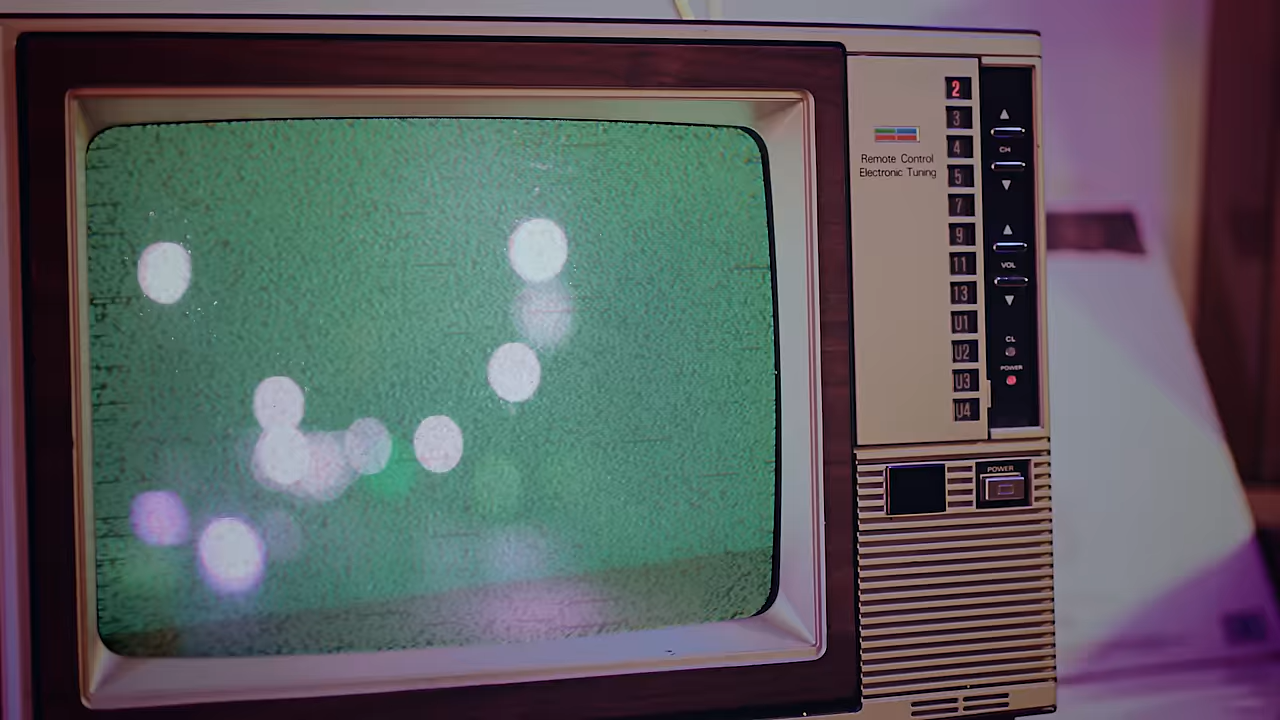 2
3
4
5
7
9
11
13
U1
U2
U3
U4
Remote Control
Electronic Tuning
CH
VOL
CL
POWER
POWER